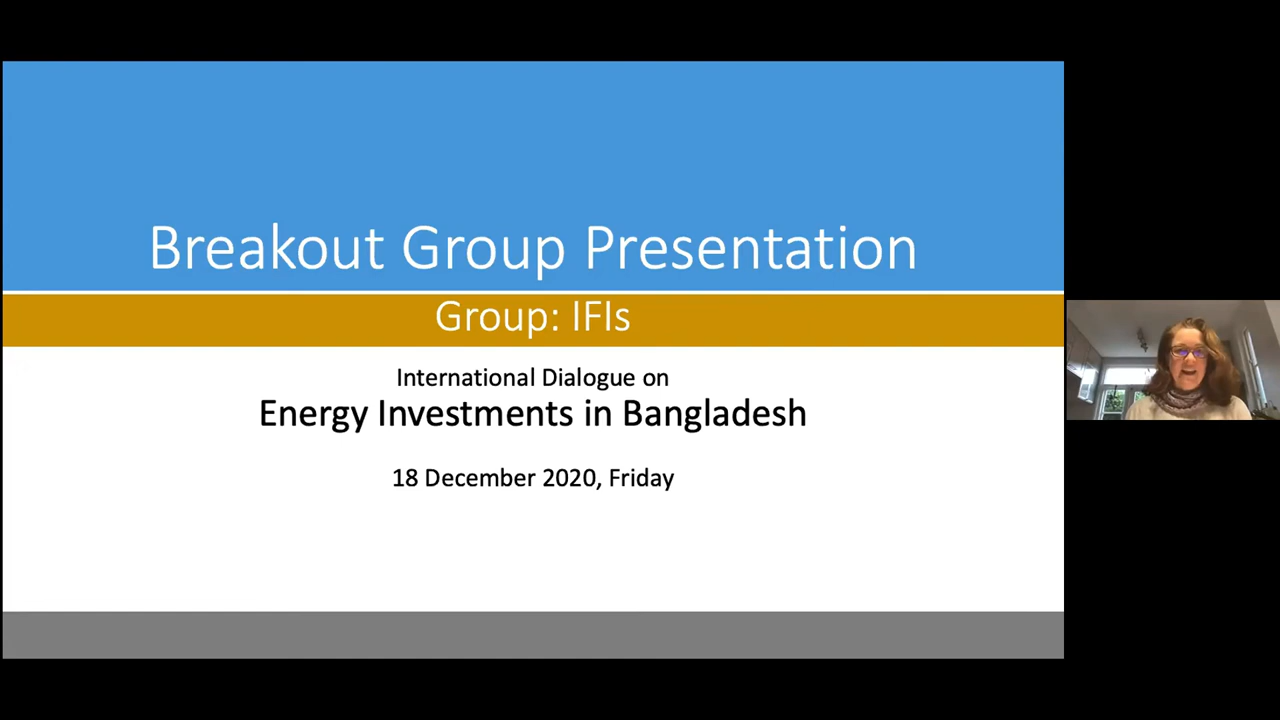 Breakout Group Presentation
Group: IFIs
International Dialogue on
Energy Investments in Bangladesh
18 December 2020, Friday